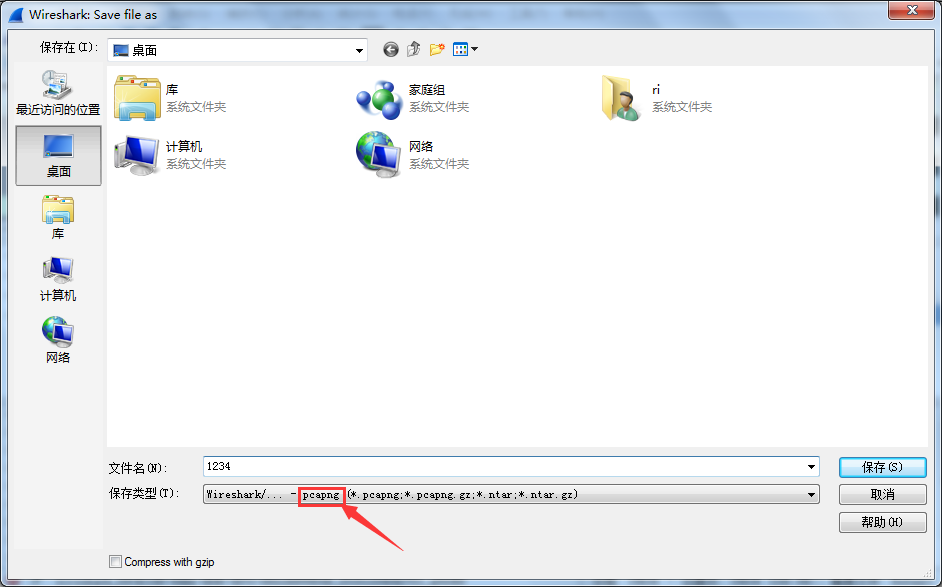 Wireshark: Save file as
保存在(I):
桌面
最近访问的位置
桌面
库
计算机
网络
库
系统文件夹
家庭组
系统文件夹
ri
系统文件夹
计算机
系统文件夹
网络
系统文件夹
文件名(N):
1234
保存(S)
保存类型(T):
Wireshark/... - pcapng (*.pcapng;*.pcapng.gz;*.ntar;*.ntar.gz)
取消
帮助(H)
Compress with gzip